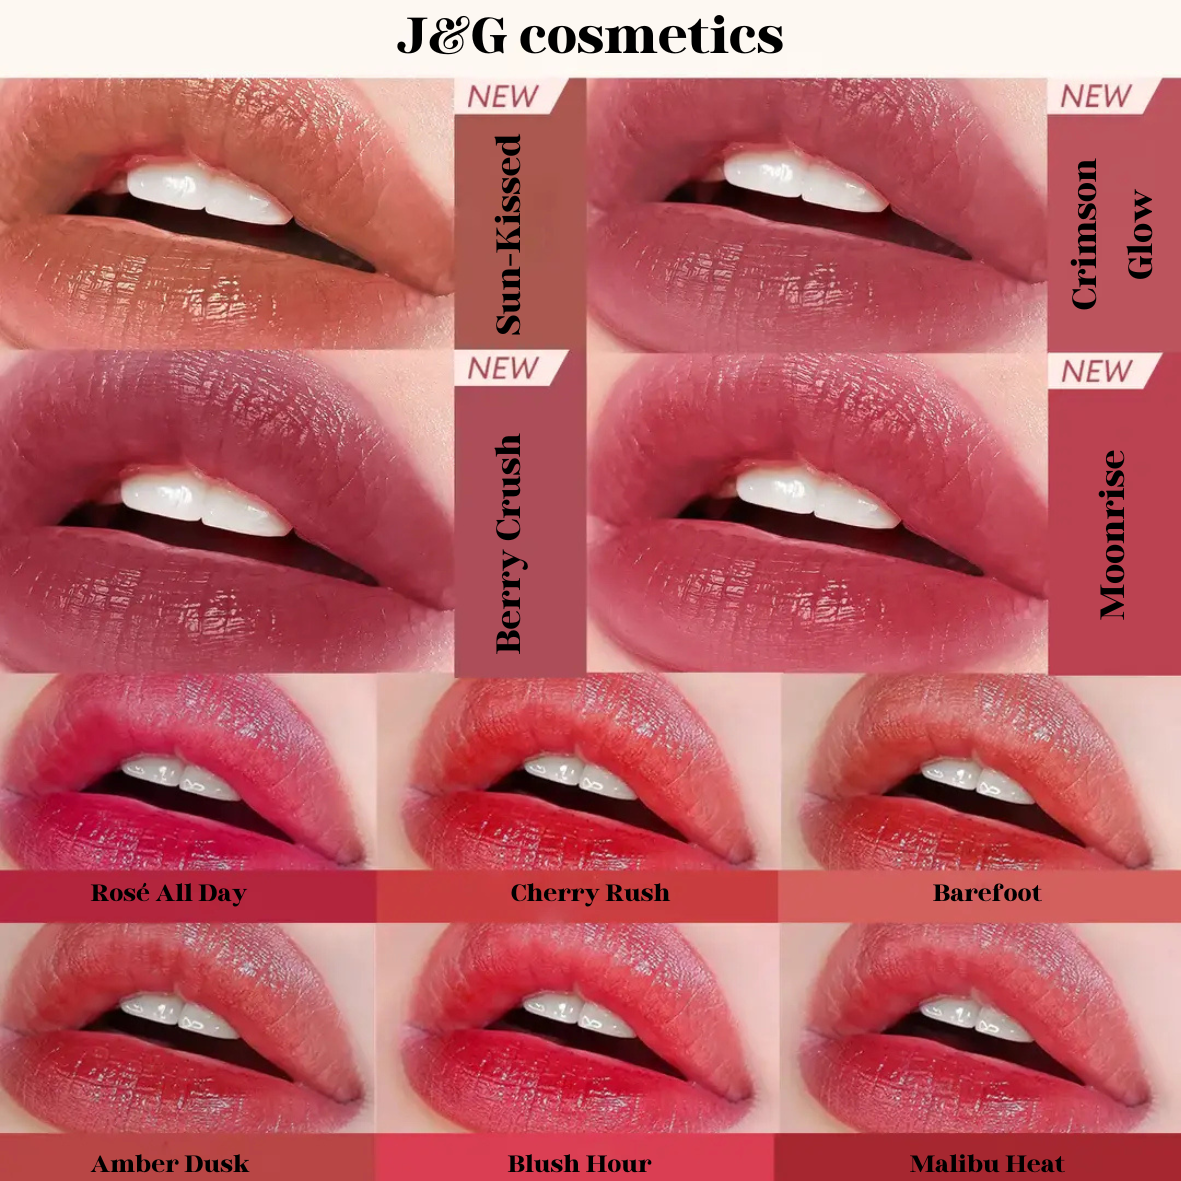 J&G cosmetics
NEW
Sun-Kissed
NEW
Crimson
Glow
NEW
Berry Crush
NEW
Moonrise
Rosé All Day
Cherry Rush
Barefoot
Amber Dusk
Blush Hour
Malibu Heat